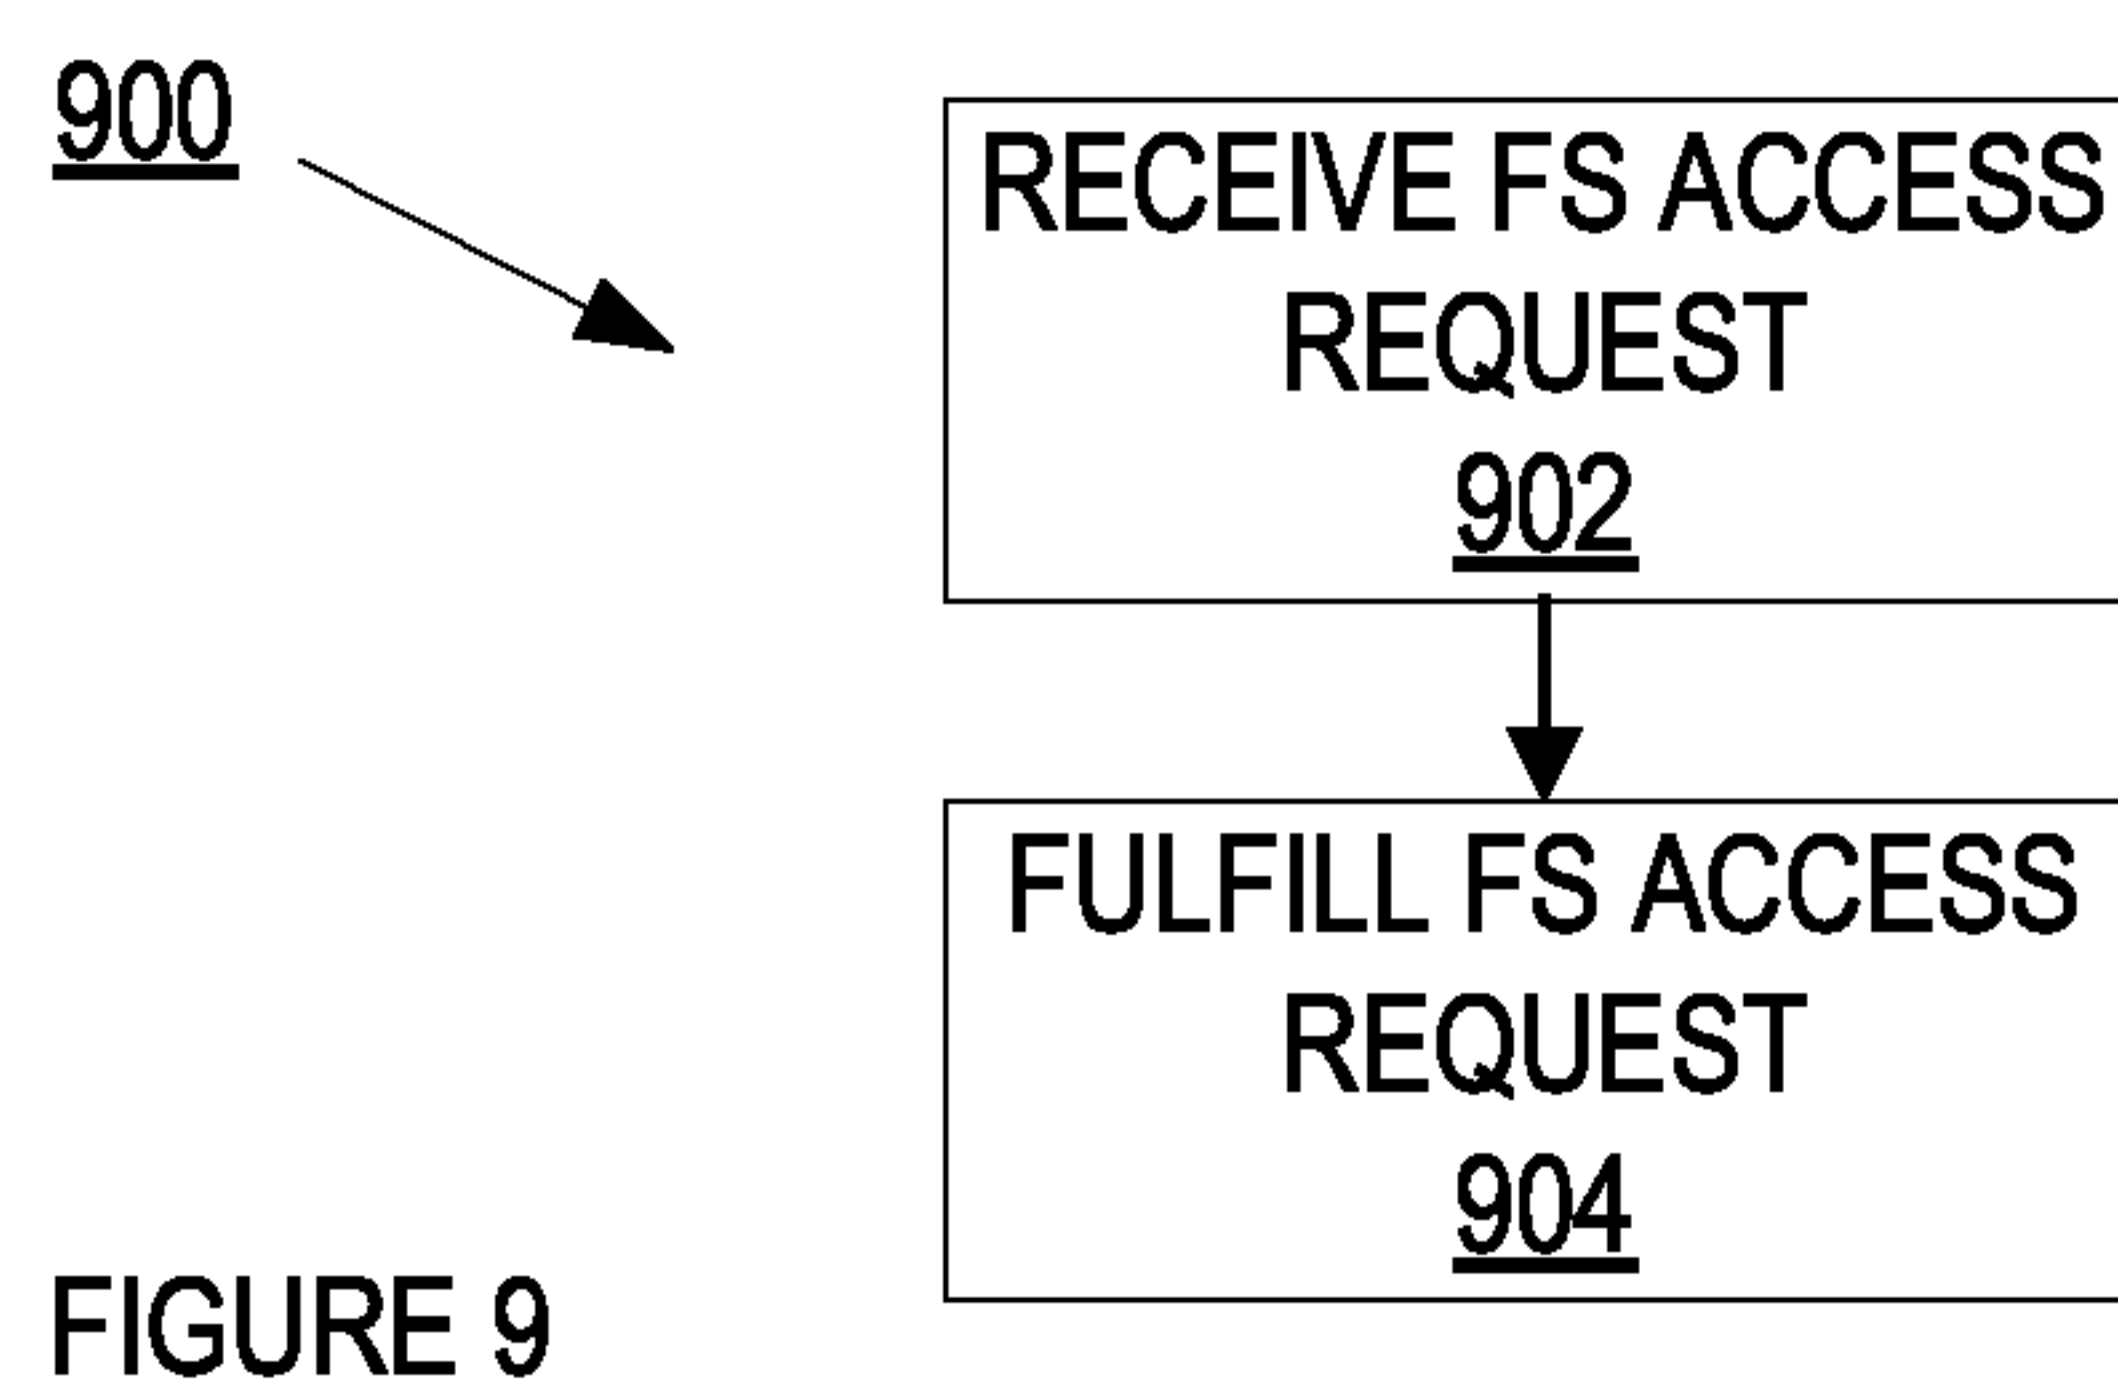 900
RECEIVE FS ACCESS
REQUEST
902
FULFILL FS ACCESS
REQUEST
904
FIGURE 9